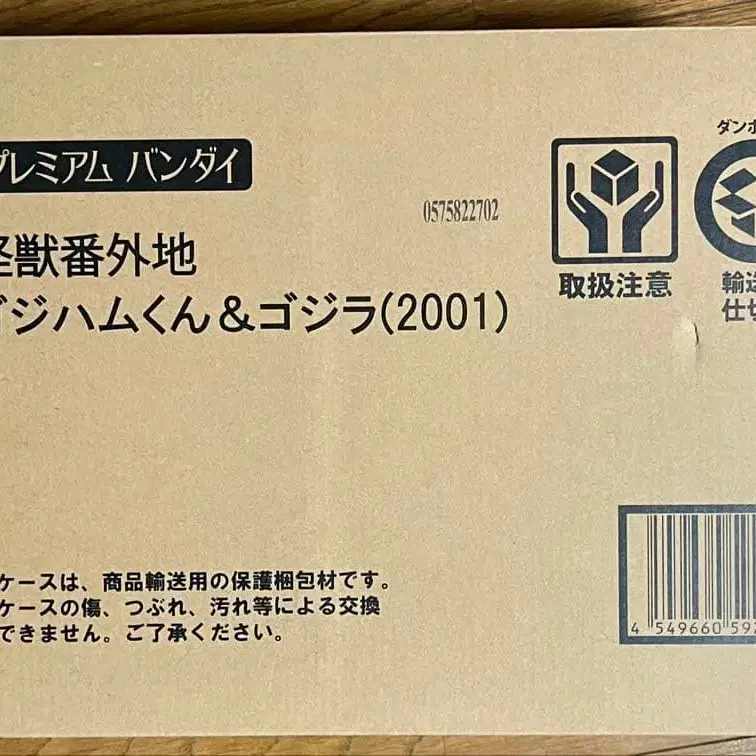 プレミアム バンダイ
0575822702
怪獣番外地
ゴジハムくん&ゴジラ(2001)
取扱注意
ダンボ
輸送
仕切
ケースは、商品輸送用の保護梱包材です。
ケースの傷、つぶれ、汚れ等による交換
できません。ご了承ください。
4 549660 59